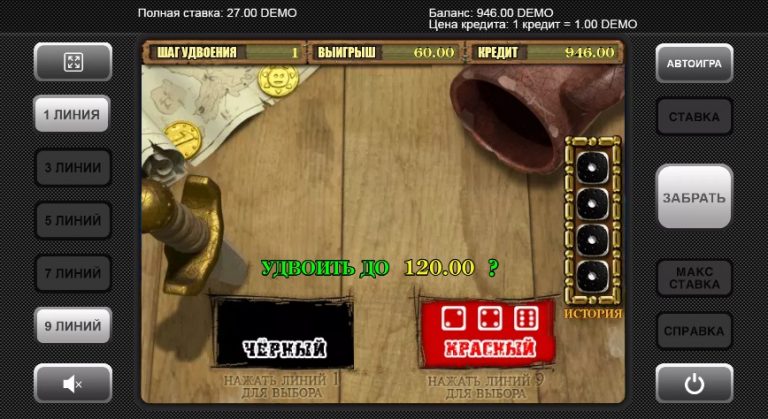 Полная ставка: 27.00 DEMO
Баланс: 946.00 DEMO
Цена кредита: 1 кредит = 1.00 DEMO
ШАГ УДВОЕНИЯ 1 ВЫИГРЫШ 60.00 КРЕДИТ 946.00
АВТОИГРА
1 ЛИНИЯ
СТАВКА
3 ЛИНИИ
ЗАБРАТЬ
5 ЛИНИЙ
7 ЛИНИЙ
УДВОИТЬ ДО 120.00 ?
МАКС
СТАВКА
ИСТОРИЯ
9 ЛИНИЙ
СПРАВКА
ЧЁРНЫЙ
КРАСНЫЙ
НАЖАТЬ ЛИНИЙ 1
ДЛЯ ВЫБОРА
НАЖАТЬ ЛИНИЙ 9
ДЛЯ ВЫБОРА